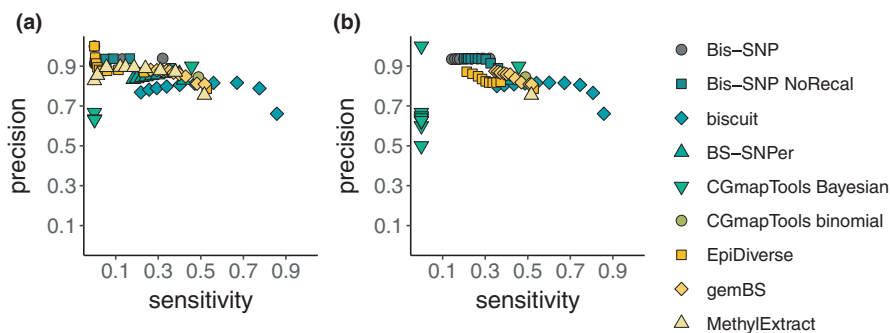 (a)
(b)
precision
0.9
0.7
0.5
0.3
0.1
0.1 0.3 0.5 0.7 0.9
sensitivity
precision
0.9
0.7
0.5
0.3
0.1
0.1 0.3 0.5 0.7 0.9
sensitivity
Bis–SNP
Bis–SNP NoRecal
biscuit
BS–SNPer
CGmapTools Bayesian
CGmapTools binomial
EpiDiverse
gemBS
MethylExtract